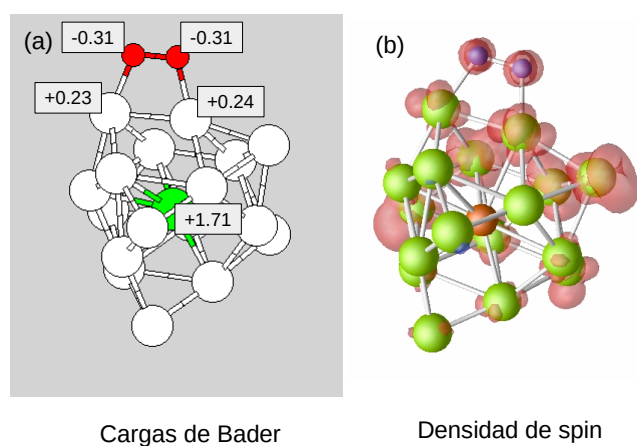 (a)
-0.31
-0.31
(b)
+0.23
+0.24
+1.71
Cargas de Bader
Densidad de spin